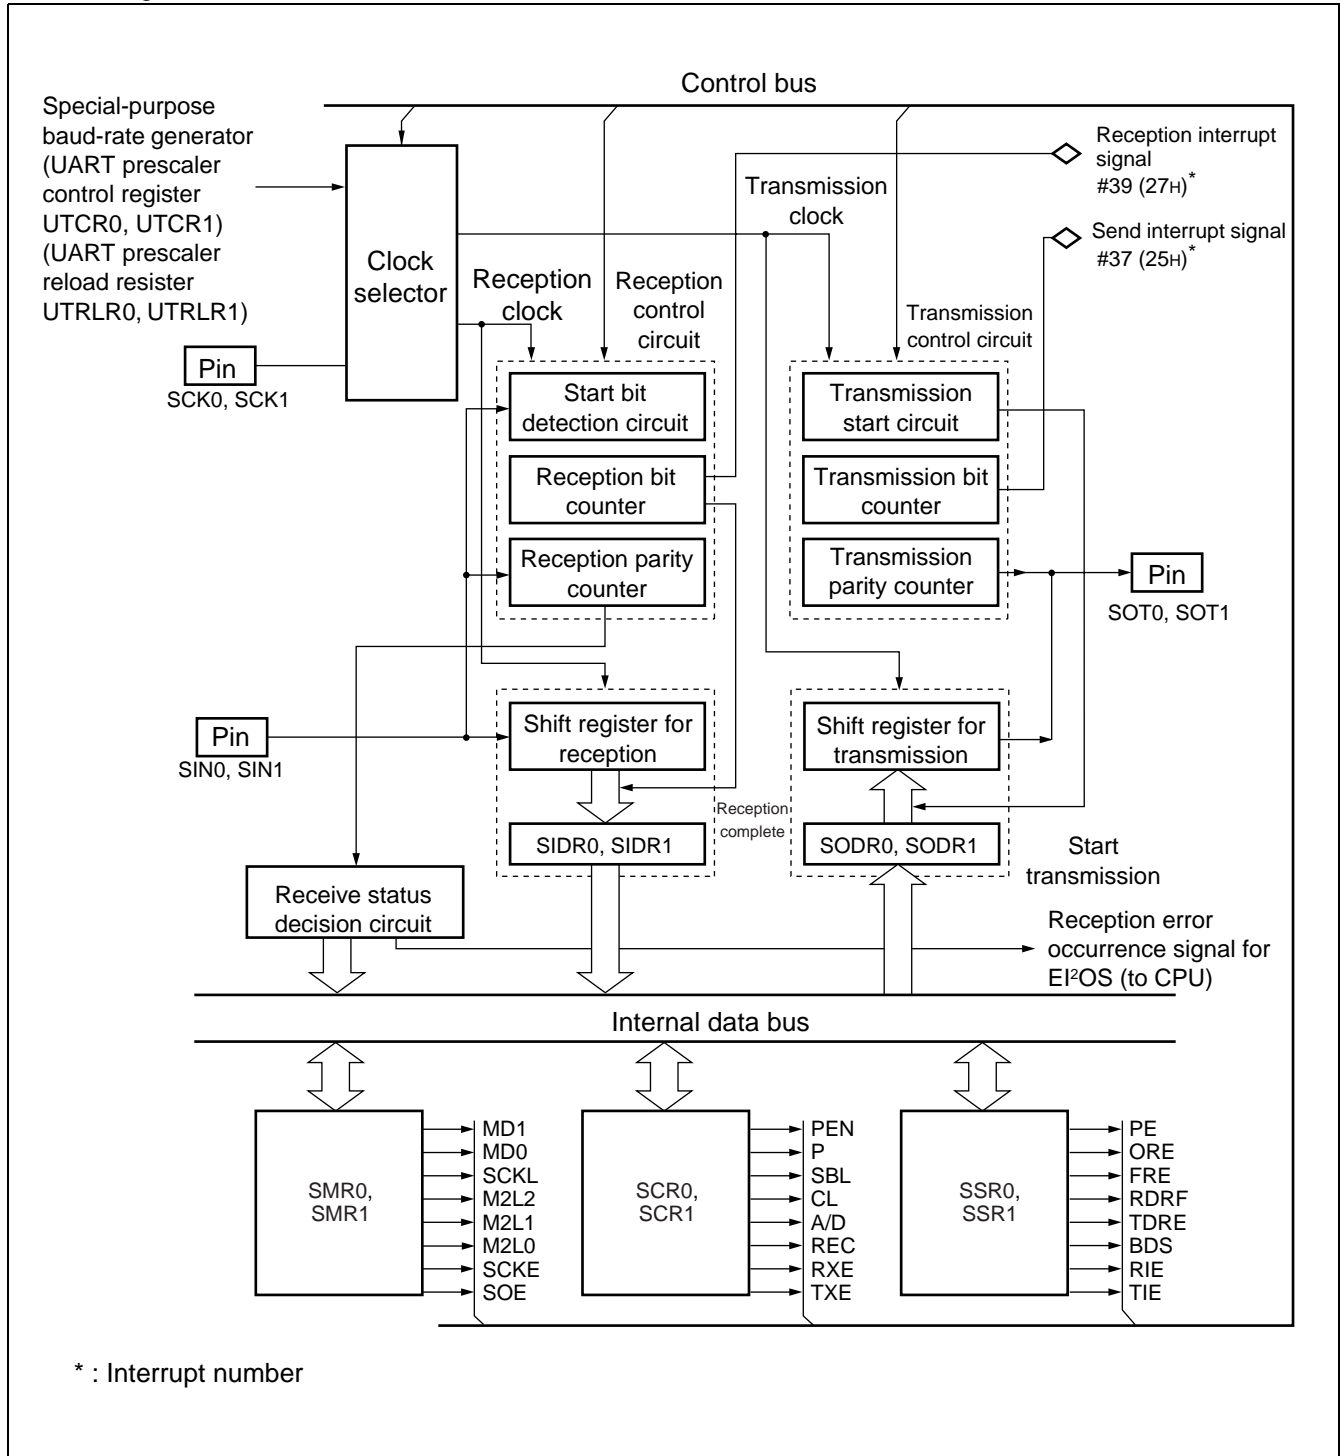 Control bus
Special-purpose
baud-rate generator
(UART prescaler
control register
UTCR0, UTCR1)
(UART prescaler
reload resister
UTRLR0, UTRLR1)
Pin
SCK0, SCK1
Clock
selector
Reception
clock
Reception
control
circuit
Transmission
clock
Transmission
control circuit
Reception interrupt
signal
#39 (27H)*
Send interrupt signal
#37 (25H)*
Start bit
detection circuit
Reception bit
counter
Reception parity
counter
Transmission
start circuit
Transmission bit
counter
Transmission
parity counter
Pin
SOT0, SOT1
Pin
SIN0, SIN1
Shift register for
reception
SIDR0, SIDR1
Reception
complete
Shift register for
transmission
SODR0, SODR1
Start
transmission
Receive status
decision circuit
Reception error
occurrence signal for
EI²OS (to CPU)
Internal data bus
SMR0,
SMR1
MD1
MD0
SCKL
M2L2
M2L1
M2L0
SCKE
SOE
SCR0,
SCR1
PEN
P
SBL
CL
A/D
REC
RXE
TXE
SSR0,
SSR1
PE
ORE
FRE
RDRF
TDRE
BDS
RIE
TIE
* : Interrupt number